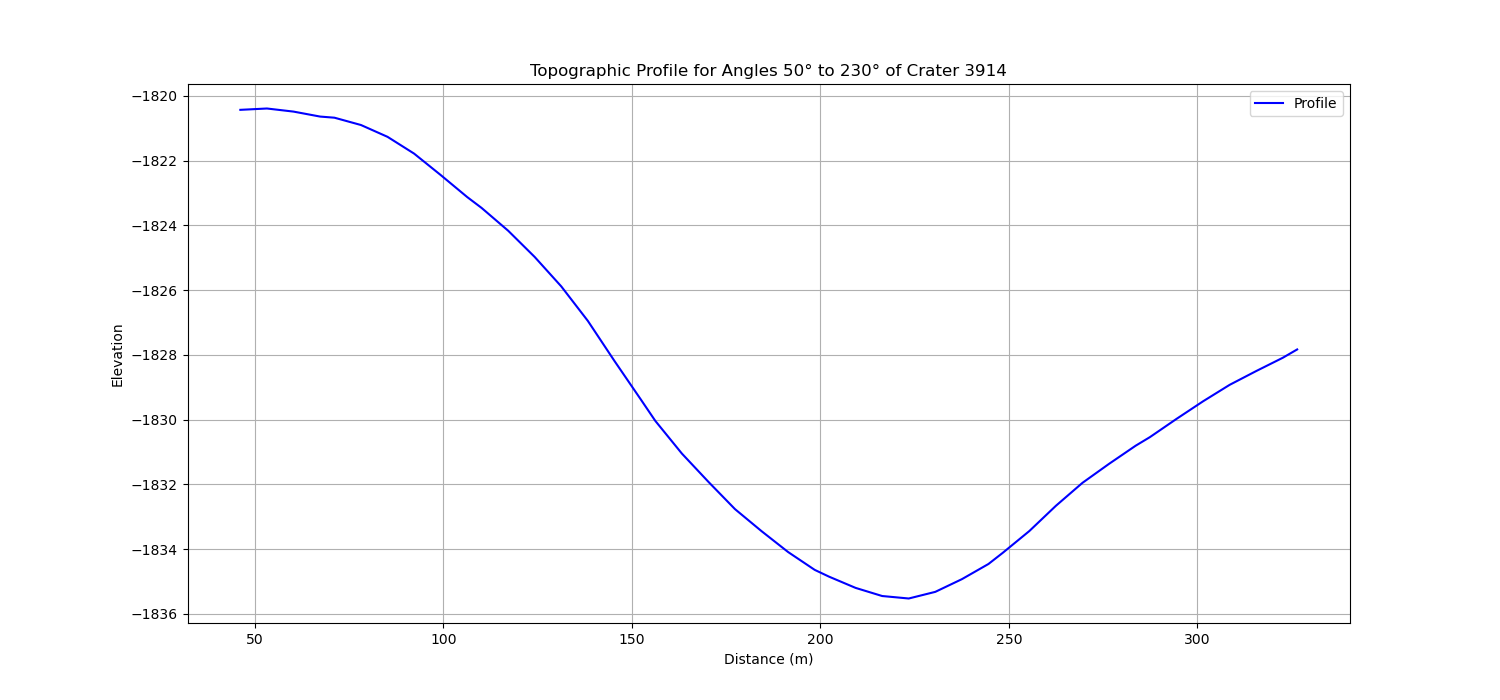 Topographic Profile for Angles 50° to 230° of Crater 3914
Profile
−1820
−1822
−1824
−1826
−1828
−1830
−1832
−1834
−1836
Elevation
50 100 150 200 250 300
Distance (m)